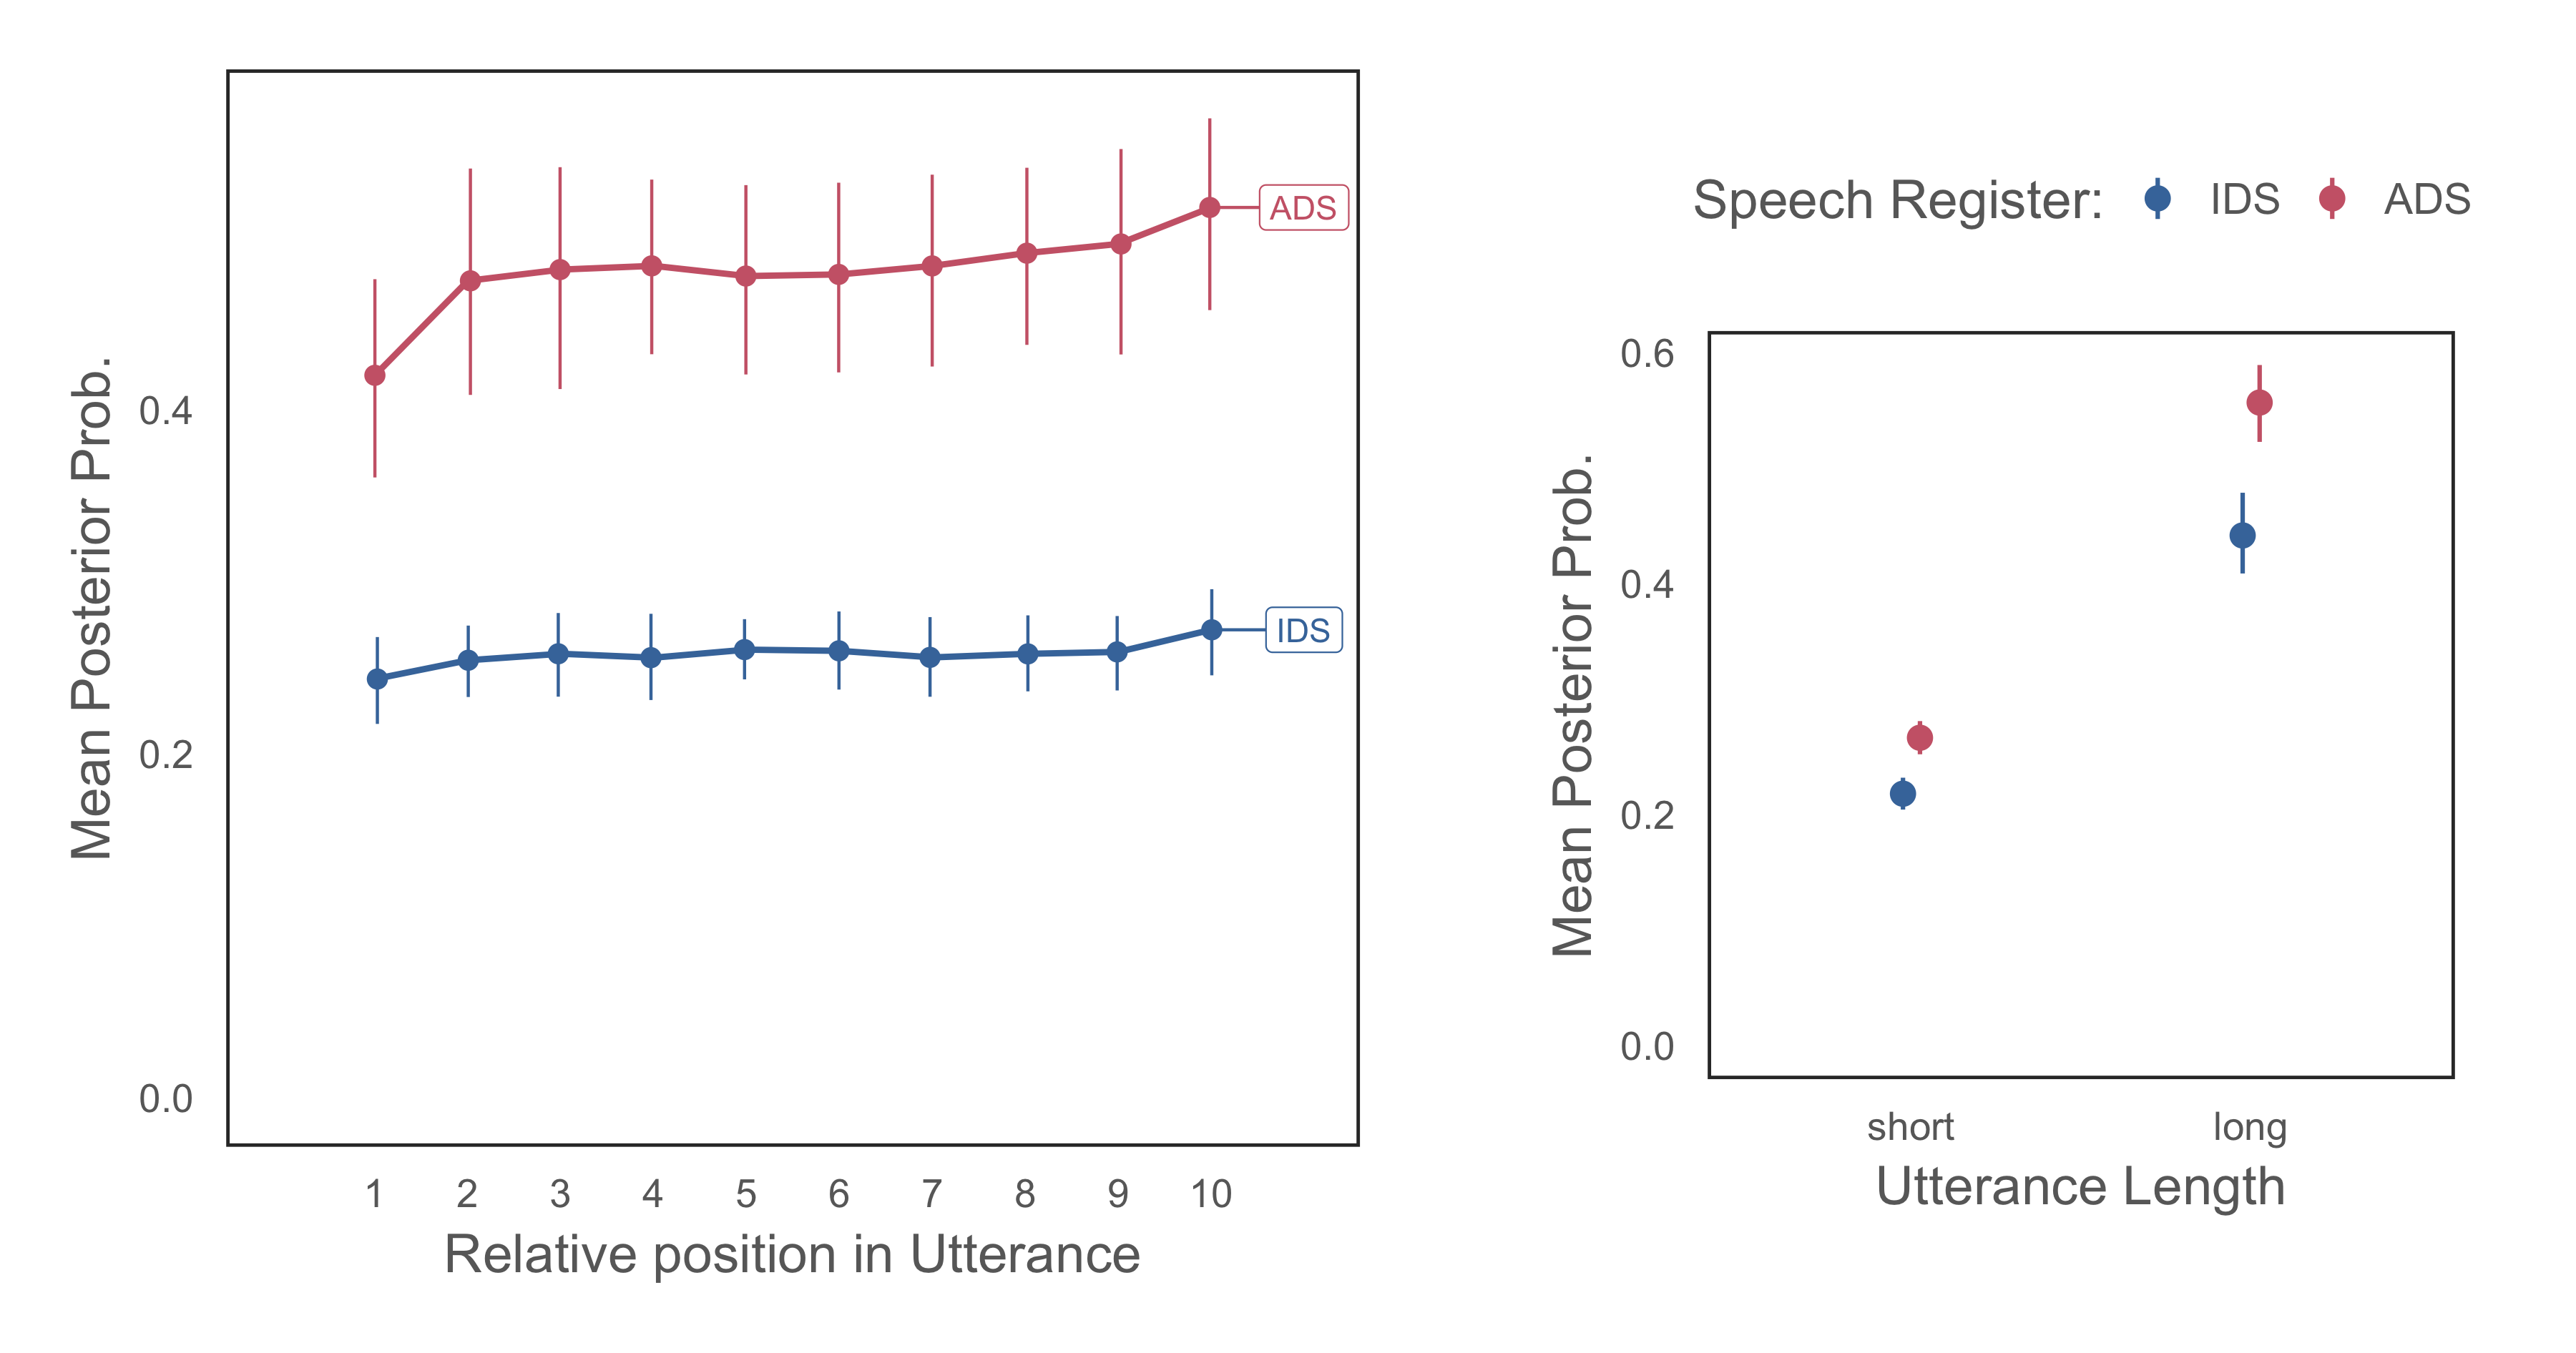 Mean Posterior Prob.
0.4
0.2
0.0
ADS
IDS
1 2 3 4 5 6 7 8 9 10
Relative position in Utterance
Speech Register: IDS ADS
Mean Posterior Prob.
0.6
0.4
0.2
0.0
short long
Utterance Length